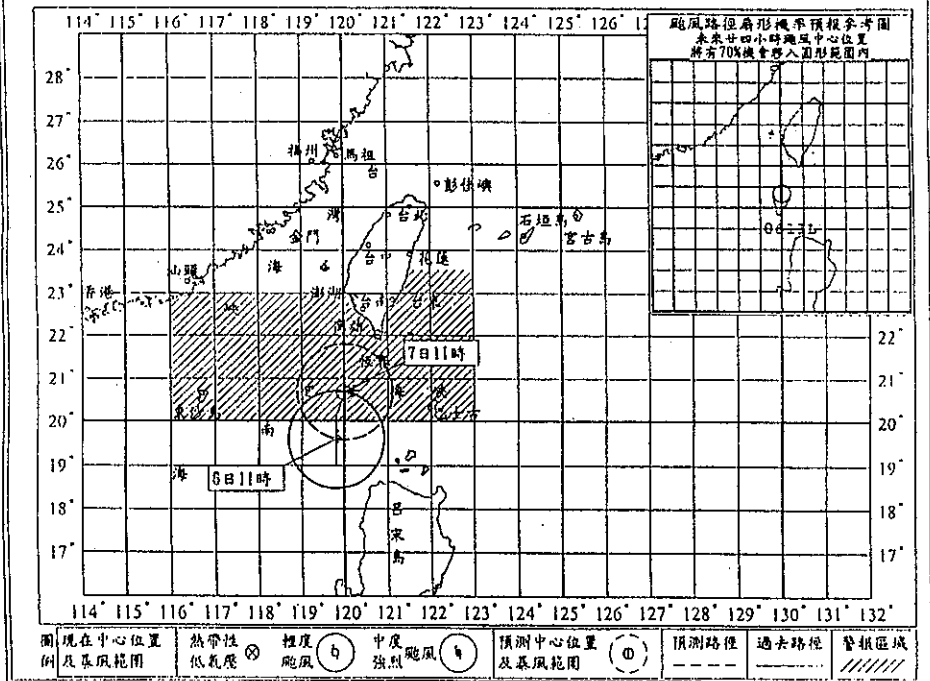 114° 115° 116° 117° 118° 119° 120° 121° 122° 123° 124° 125° 126° 127° 128°
颱風路徑扇形機率預報參考圖
未來廿四小時颱風中心位置
將有70%機會移入圓形範圍內
28°
27°
26°
25°
24°
23°
22°
21°
20°
19°
18°
17°
福州
馬祖
台
彭佳嶼
灣
台北
石垣島
宮古島
金門
台中
花蓮
海
汕頭
香港
澎湖
台南
台東
恆春
7日11時
海
東沙島
巴士
南
海
6日11時
呂
宋
島
0613L
22°
21°
20°
19°
18°
17°
114° 115° 116° 117° 118° 119° 120° 121° 122° 123° 124° 125° 126° 127° 128° 129° 130° 131° 132°
圖例
現在中心位置
及暴風範圍
熱帶性
低氣壓
輕度
颱風
中度
強烈
颱風
預測中心位置
及暴風範圍
預測路徑
過去路徑
警報區域